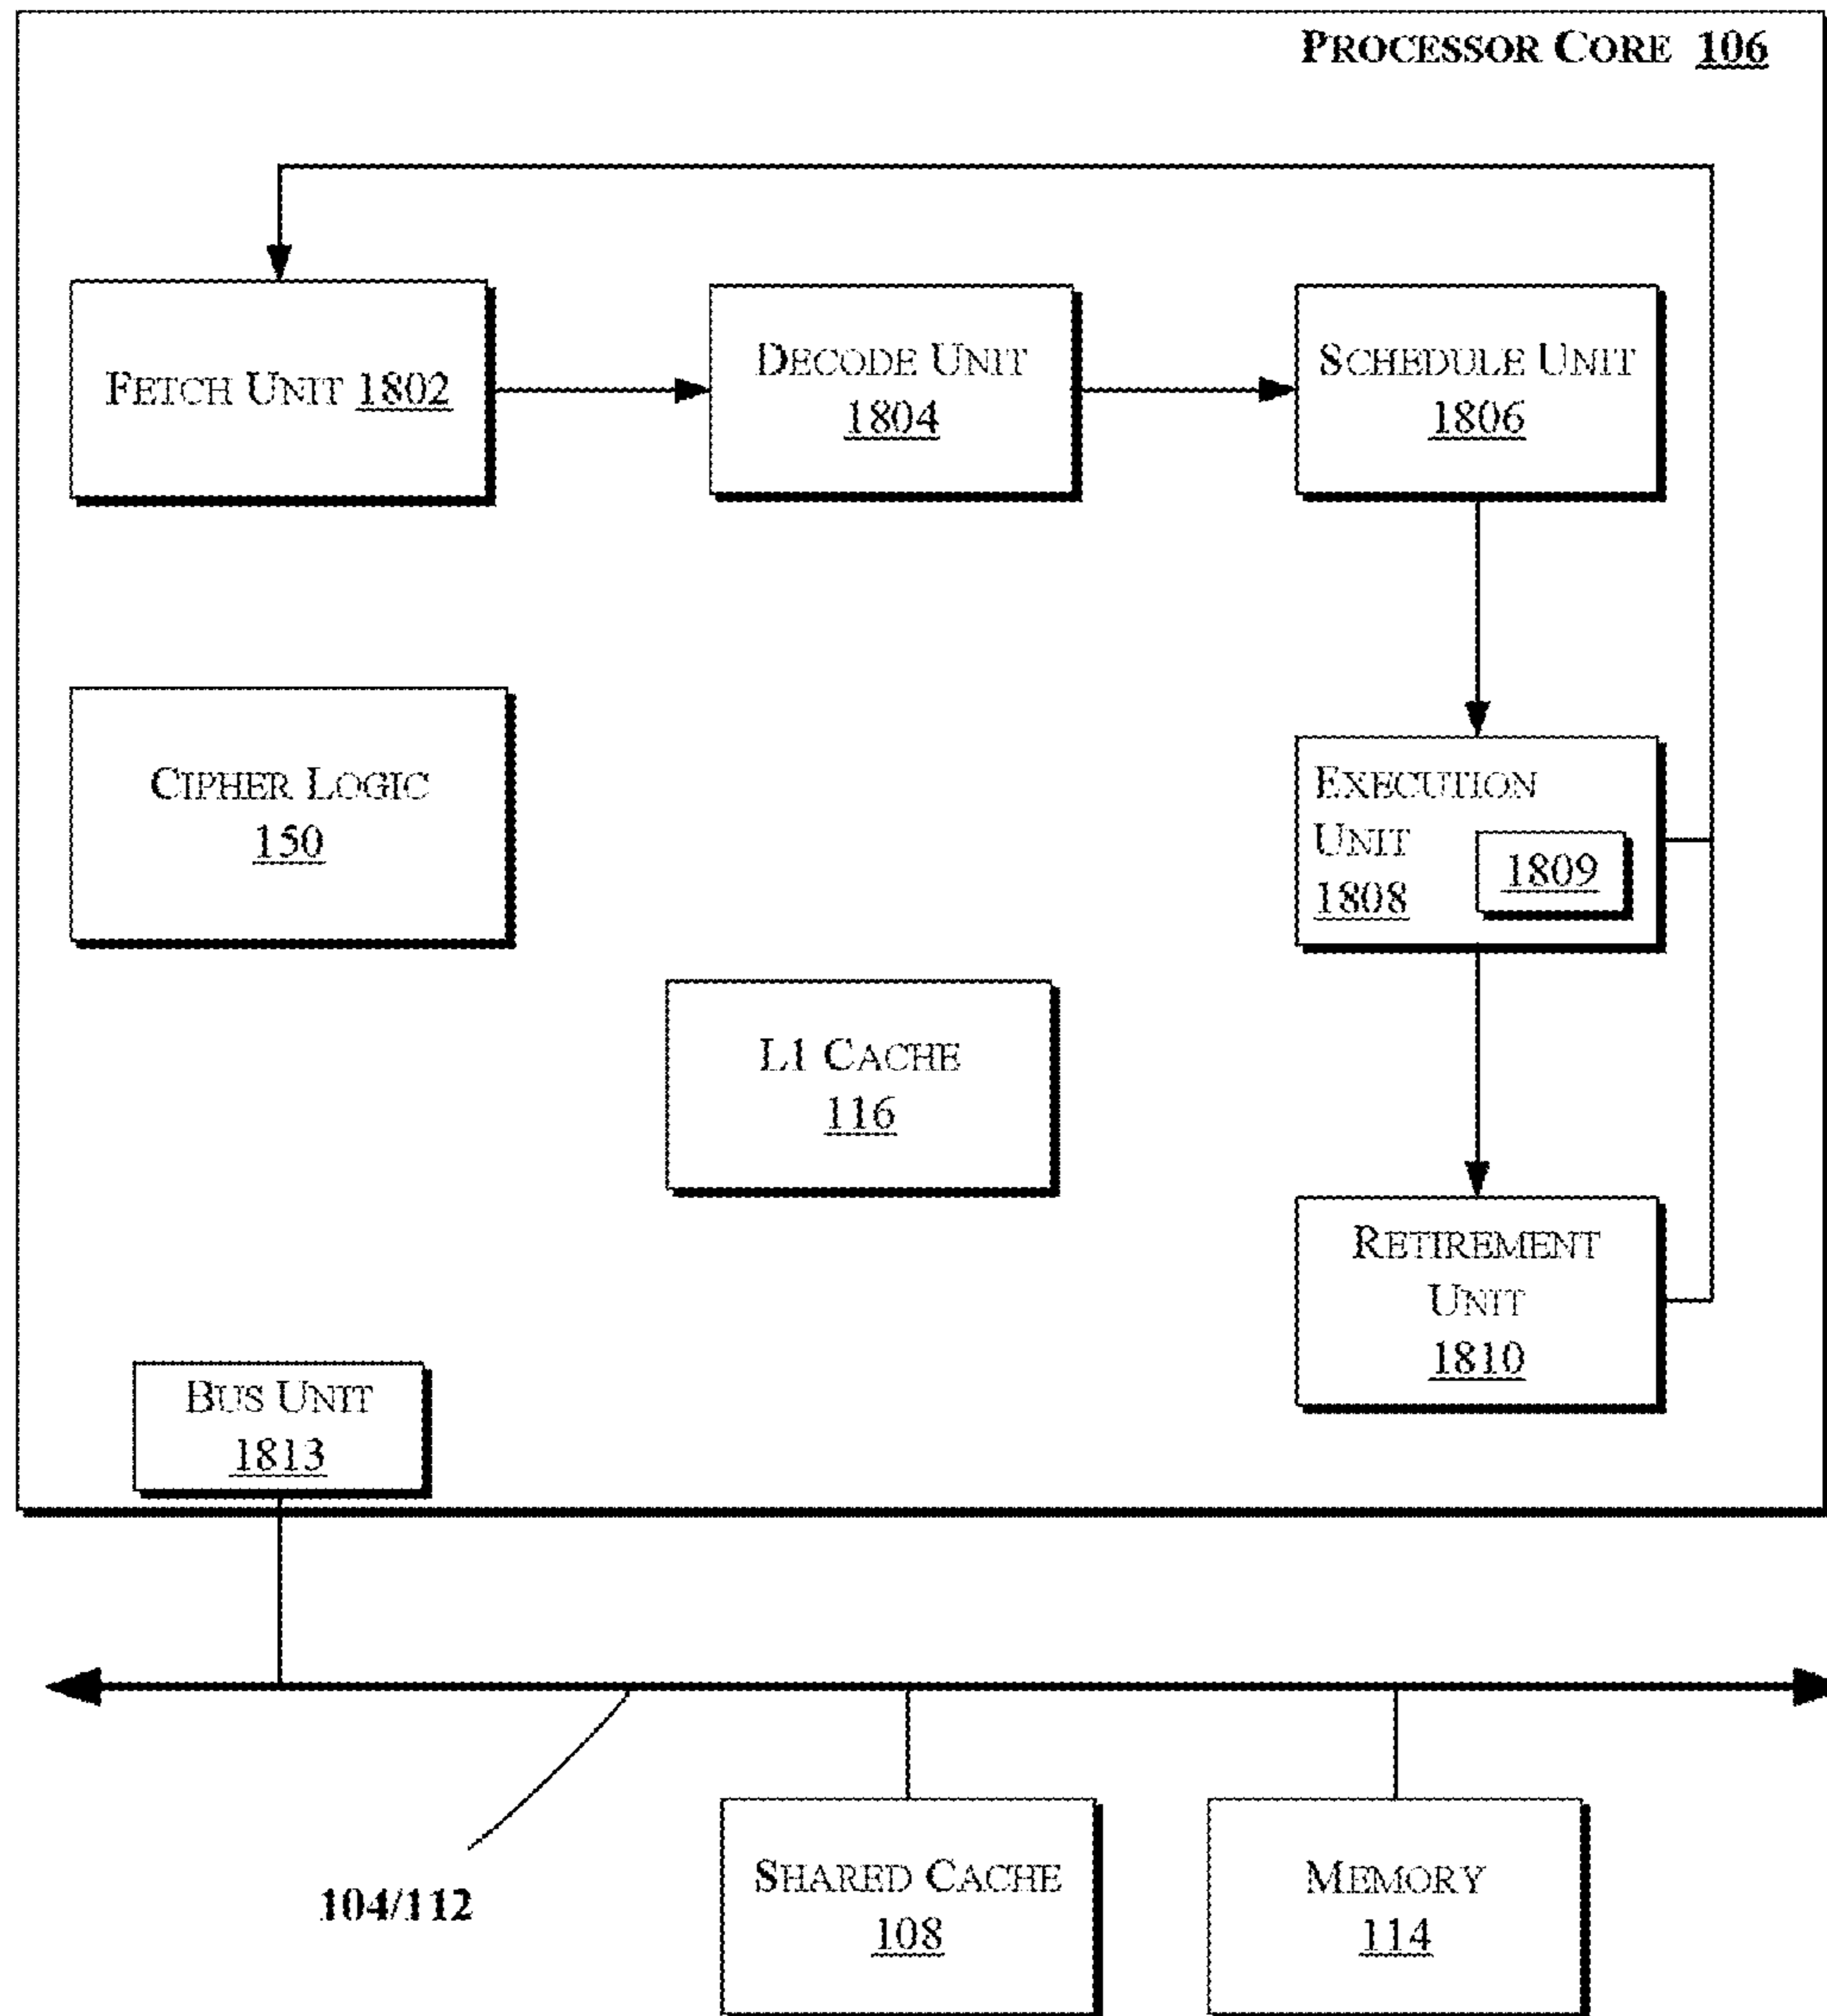 PROCESSOR CORE 106
FETCH UNIT 1802
DECODE UNIT
1804
SCHEDULE UNIT
1806
CIPHER LOGIC
150
EXECUTION
UNIT
1808
1809
L1 CACHE
116
RETIREMENT
UNIT
1810
BUS UNIT
1813
104/112
SHARED CACHE
108
MEMORY
114